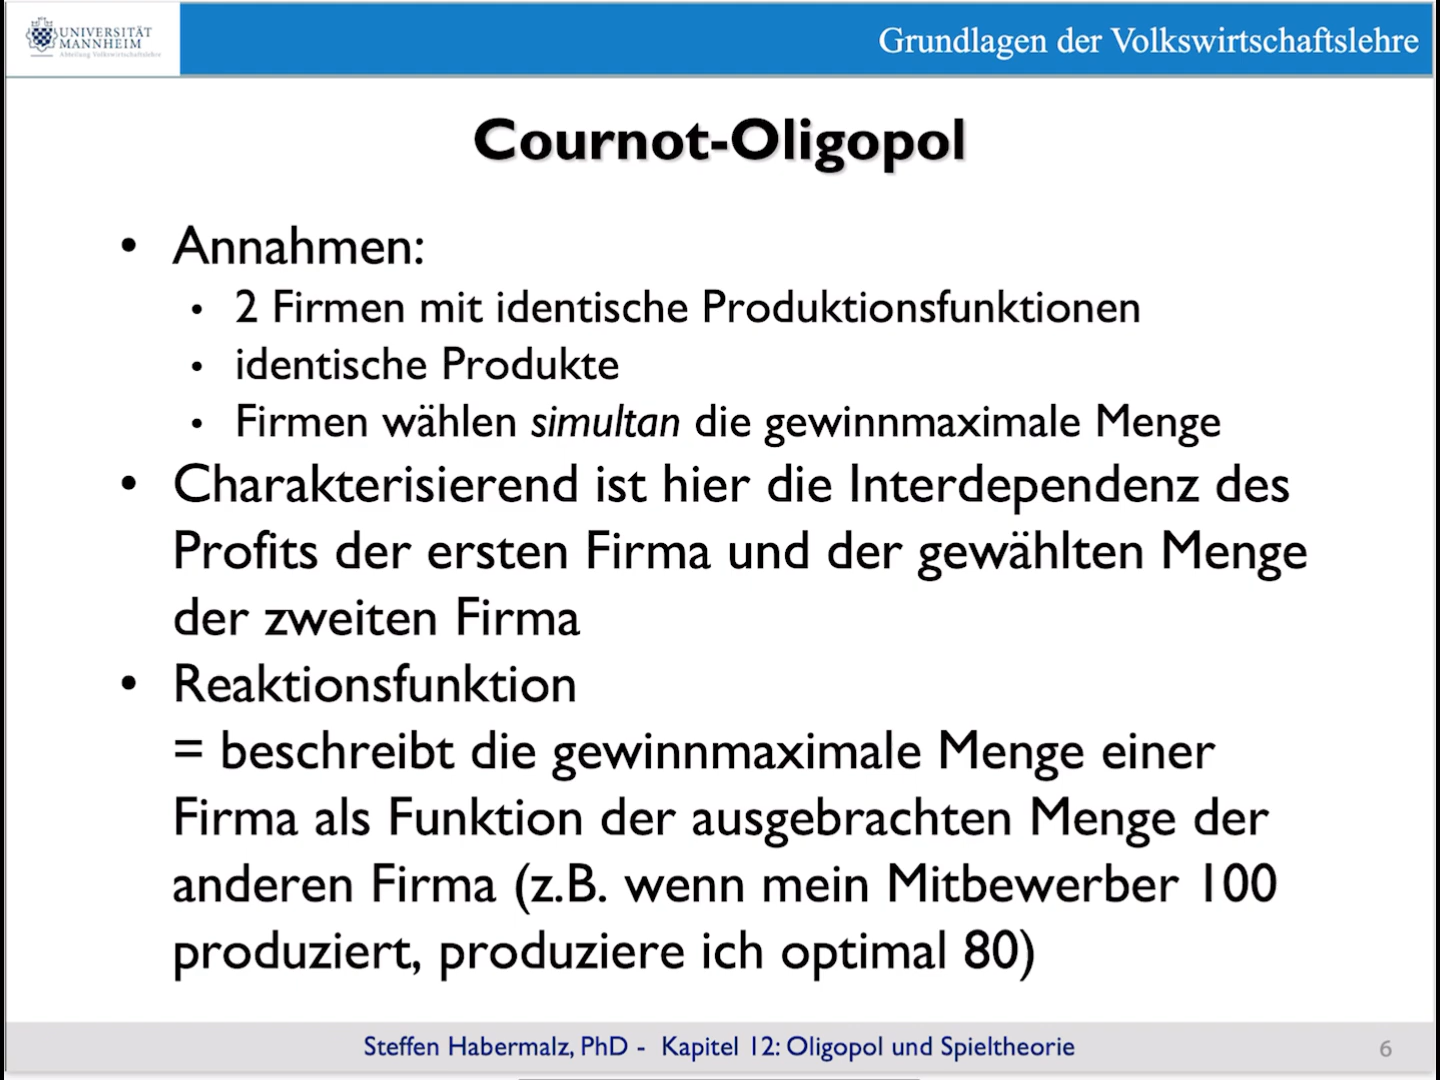 UNIVERSITÄT
MANNHEIM
Abteilung Volkswirtschaftslehre
Grundlagen der Volkswirtschaftslehre
Cournot-Oligopol
• Annahmen:
• 2 Firmen mit identische Produktionsfunktionen
• identische Produkte
• Firmen wählen simultan die gewinnmaximale Menge
• Charakterisierend ist hier die Interdependenz des
Profits der ersten Firma und der gewählten Menge
der zweiten Firma
• Reaktionsfunktion
= beschreibt die gewinnmaximale Menge einer
Firma als Funktion der ausgebrachten Menge der
anderen Firma (z.B. wenn mein Mitbewerber 100
produziert, produziere ich optimal 80)
Steffen Habermalz, PhD - Kapitel 12: Oligopol und Spieltheorie
6